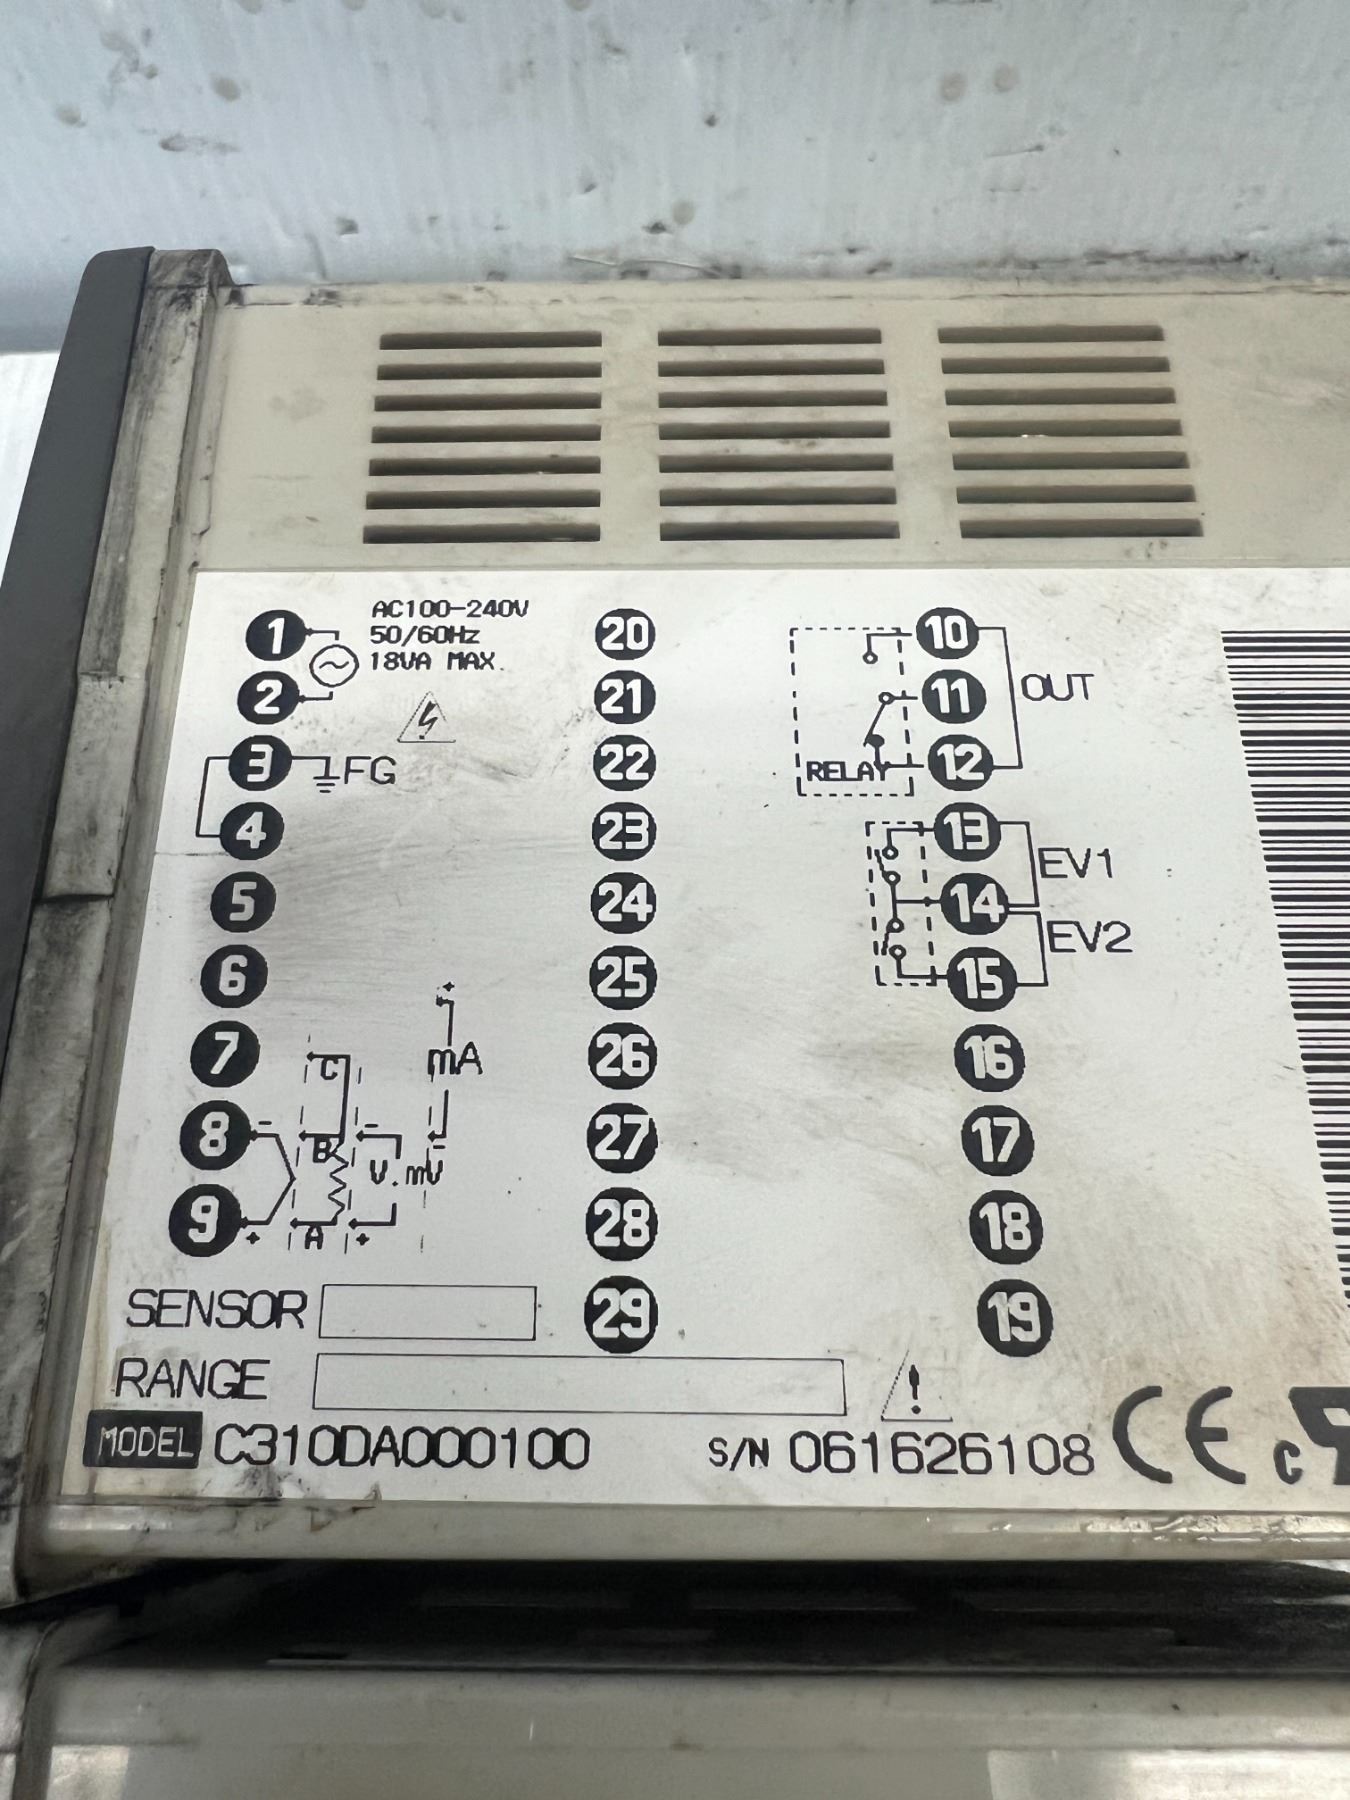 1
AC100-240V
50/60Hz
18VA MAX.
2
3 FG
4
5
6
7
8 -
9 +
C
B
A
- V.mV +
+ mA -
20
21
22
23
24
25
26
27
28
29
10
11 OUT
12
RELAY
13
EV1
14
EV2
15
16
17
18
19
SENSOR
RANGE
!
MODEL C310DA000100 S/N 061626108 CE c